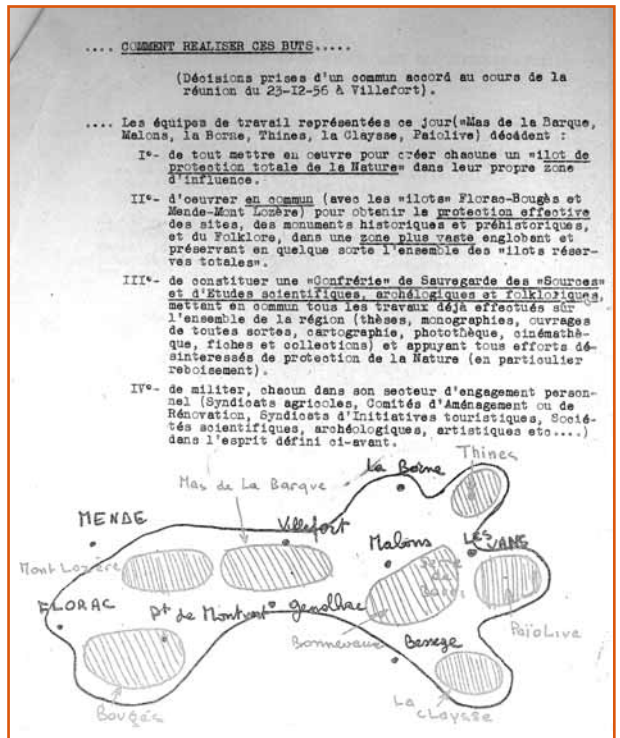 .... COMMENT REALISER CES BUTS.....
(Décisions prises d'un commun accord au cours de la
réunion du 23-12-56 à Villefort).
.... Les équipes de travail représentées ce jour("Mas de la Barque,
Malons, la Borne, Thines, la Claysse, Paiolive) décident :
I°- de tout mettre en oeuvre pour créer chacune un "ilot de
protection totale de la Nature" dans leur propre zone
d'influence.
II°- d'oeuvrer en commun (avec les "ilots" Florac-Bougès et
Mende-Mont Lozère) pour obtenir la protection effective
des sites, des monuments historiques et préhistoriques,
et du Folklore, dans une zone plus vaste englobant et
préservant en quelque sorte l'ensemble des "ilots réser-
ves totales".
III°- de constituer une "Confrérie" de Sauvegarde des "Sources"
et d'Etudes scientifiques, archélogiques et folkloriques,
mettant en commun tous les travaux déjà effectués sur
l'ensemble de la région (thèses, monographies, ouvrages
de toutes sortes, cartographie, photothèque, cinémathè-
que, fiches et collections) et appuyant tous efforts dé-
sinteressés de protection de la Nature (en particulier
reboisement).
IV°- de militer, chacun dans son secteur d'engagement person-
nel (Syndicats agricoles, Comités d'Aménagement ou de
Rénovation, Syndicats d'Initiatives touristiques, Socié-
tés scientifiques, archéologiques, artistiques etc....)
dans l'esprit défini ci-avant.
La Borne
Thines
Mas de La Barque
MENDE
Villefort
Malons
LES VANS
Mont Lozère
Serre de Barre
FLORAC
Pt de Montvert
Genolhac
Païolive
Bonnevaux
Bessege
Bougès
La Claysse